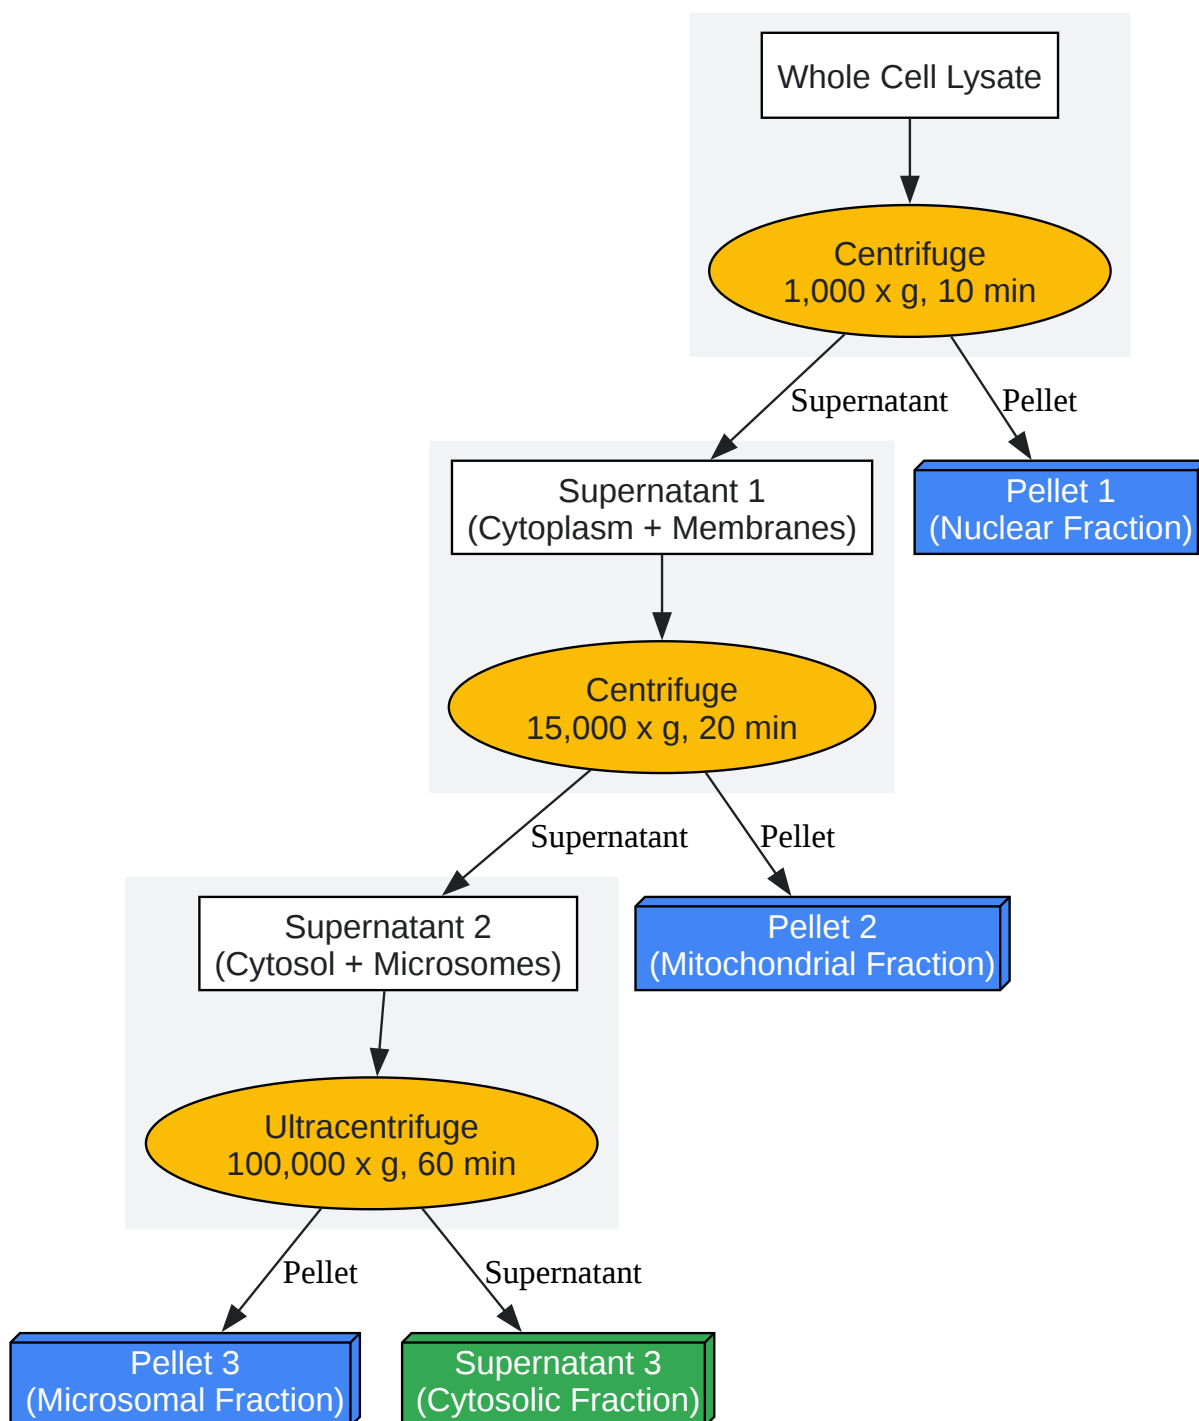 Whole Cell Lysate
Centrifuge
1,000 x g, 10 min
Supernatant
Pellet
Supernatant 1
(Cytoplasm + Membranes)
Pellet 1
(Nuclear Fraction)
Centrifuge
15,000 x g, 20 min
Supernatant
Pellet
Supernatant 2
(Cytosol + Microsomes)
Pellet 2
(Mitochondrial Fraction)
Ultracentrifuge
100,000 x g, 60 min
Pellet
Supernatant
Pellet 3
(Microsomal Fraction)
Supernatant 3
(Cytosolic Fraction)